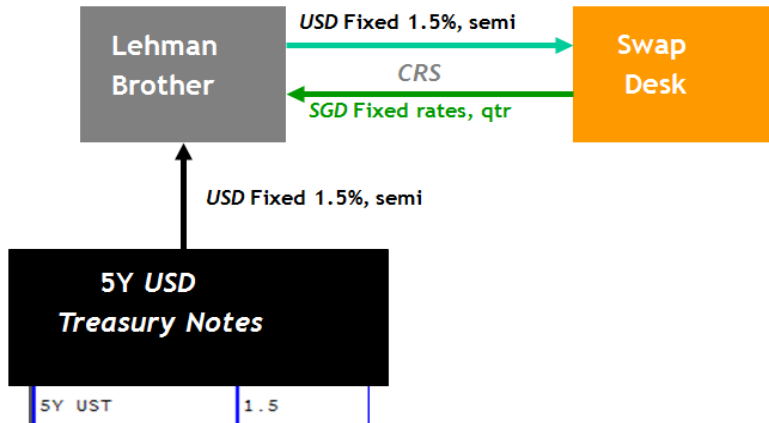 Lehman
Brother
USD Fixed 1.5%, semi
CRS
SGD Fixed rates, qtr
Swap
Desk
USD Fixed 1.5%, semi
5Y USD
Treasury Notes
5Y UST 1.5